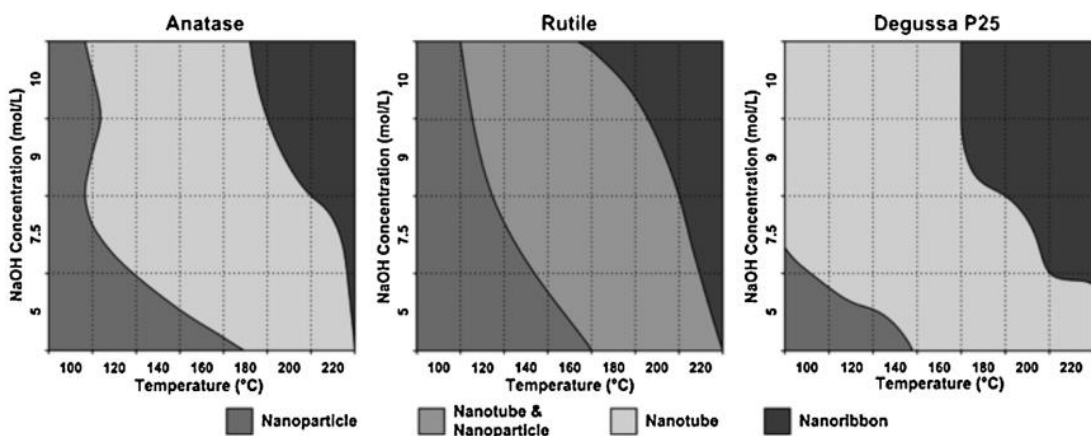 Anatase
Rutile
Degussa P25
NaOH Concentration (mol/L)
10
9
7.5
5
100 120 140 160 180 200 220
Temperature (°C)
NaOH Concentration (mol/L)
10
9
7.5
5
100 120 140 160 180 200 220
Temperature (°C)
NaOH Concentration (mol/L)
10
9
7.5
5
100 120 140 160 180 200 220
Temperature (°C)
Nanoparticle
Nanotube &
Nanoparticle
Nanotube
Nanoribbon